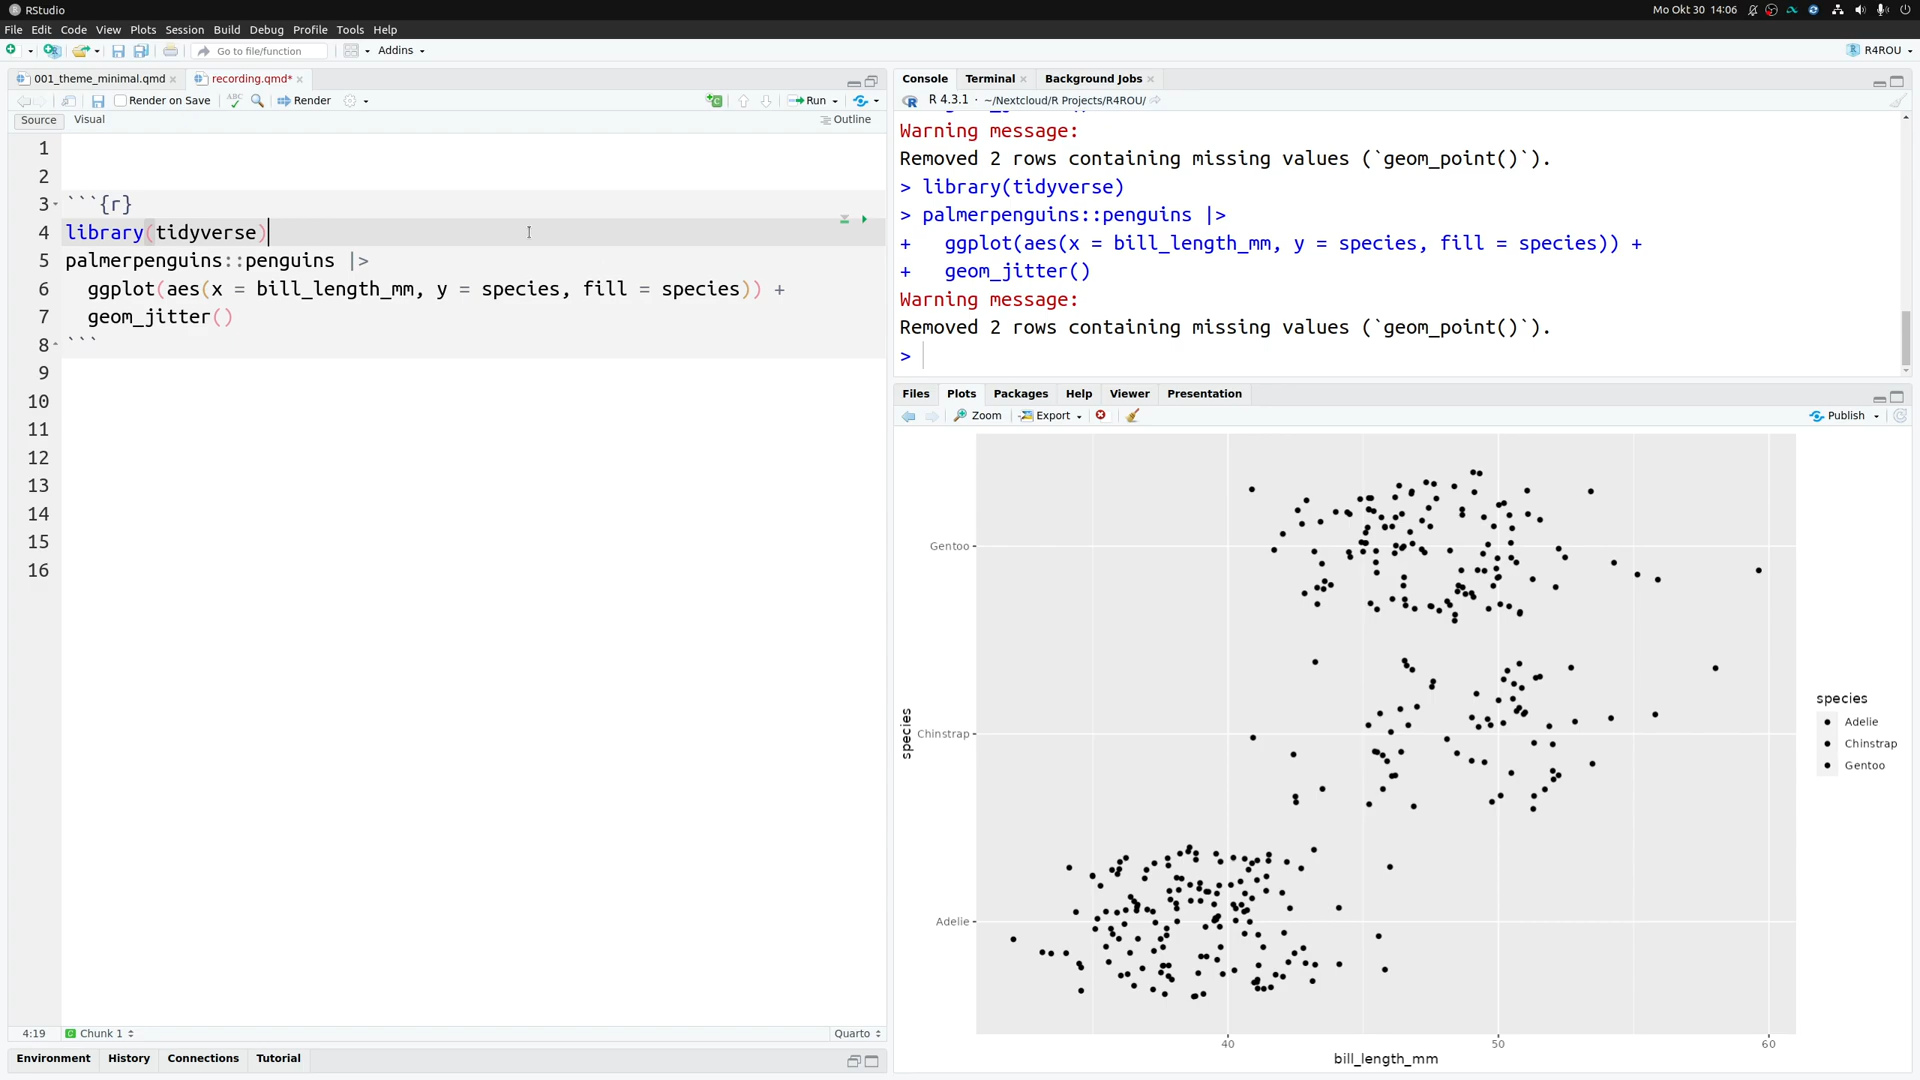 RStudio
Mo Okt 30 14:06
File Edit Code View Plots Session Build Debug Profile Tools Help
Go to file/function
Addins
R4ROU
001_theme_minimal.qmd
recording.qmd*
Render on Save
ABC
Render
Run
Source Visual
Outline
1
2
3 ```{r}
4 library(tidyverse)
5 palmerpenguins::penguins |>
6   ggplot(aes(x = bill_length_mm, y = species, fill = species)) +
7   geom_jitter()
8 ```
9
10
11
12
13
14
15
16
4:19
Chunk 1
Quarto
Environment History Connections Tutorial
Console Terminal Background Jobs
R 4.3.1 · ~/Nextcloud/R Projects/R4ROU/
Warning message:
Removed 2 rows containing missing values (`geom_point()`).
> library(tidyverse)
> palmerpenguins::penguins |>
+   ggplot(aes(x = bill_length_mm, y = species, fill = species)) +
+   geom_jitter()
Warning message:
Removed 2 rows containing missing values (`geom_point()`).
>
Files Plots Packages Help Viewer Presentation
Zoom Export Publish
Gentoo
Chinstrap
Adelie
species
40 50 60
bill_length_mm
species
Adelie
Chinstrap
Gentoo